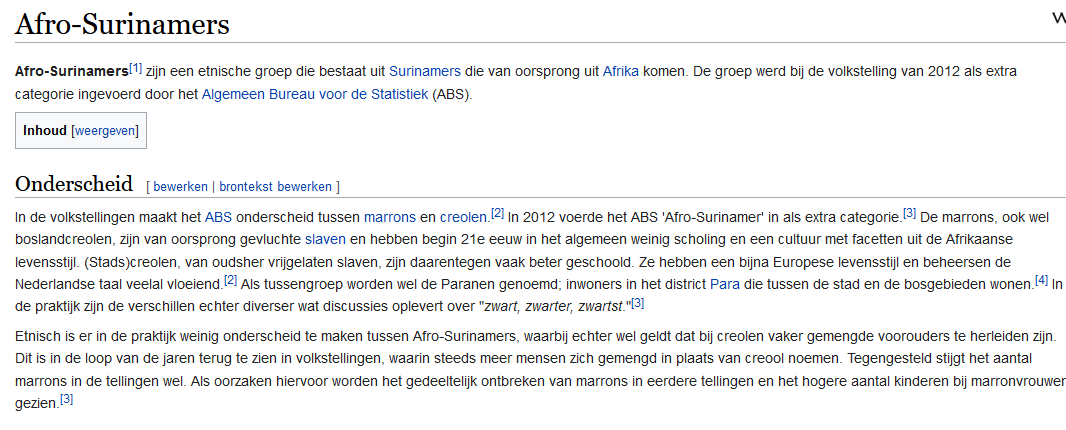 Afro-Surinamers
Afro-Surinamers[1] zijn een etnische groep die bestaat uit Surinamers die van oorsprong uit Afrika komen. De groep werd bij de volkstelling van 2012 als extra
categorie ingevoerd door het Algemeen Bureau voor de Statistiek (ABS).
Inhoud [weergeven]
Onderscheid [ bewerken | brontekst bewerken ]
In de volkstellingen maakt het ABS onderscheid tussen marrons en creolen.[2] In 2012 voerde het ABS 'Afro-Surinamer' in als extra categorie.[3] De marrons, ook wel
boslandcreolen, zijn van oorsprong gevluchte slaven en hebben begin 21e eeuw in het algemeen weinig scholing en een cultuur met facetten uit de Afrikaanse
levensstijl. (Stads)creolen, van oudsher vrijgelaten slaven, zijn daarentegen vaak beter geschoold. Ze hebben een bijna Europese levensstijl en beheersen de
Nederlandse taal veelal vloeiend.[2] Als tussengroep worden wel de Paranen genoemd; inwoners in het district Para die tussen de stad en de bosgebieden wonen.[4] In
de praktijk zijn de verschillen echter diverser wat discussies oplevert over "zwart, zwarter, zwartst."[3]
Etnisch is er in de praktijk weinig onderscheid te maken tussen Afro-Surinamers, waarbij echter wel geldt dat bij creolen vaker gemengde voorouders te herleiden zijn.
Dit is in de loop van de jaren terug te zien in volkstellingen, waarin steeds meer mensen zich gemengd in plaats van creool noemen. Tegengesteld stijgt het aantal
marrons in de tellingen wel. Als oorzaken hiervoor worden het gedeeltelijk ontbreken van marrons in eerdere tellingen en het hogere aantal kinderen bij marronvrouwen
gezien.[3]